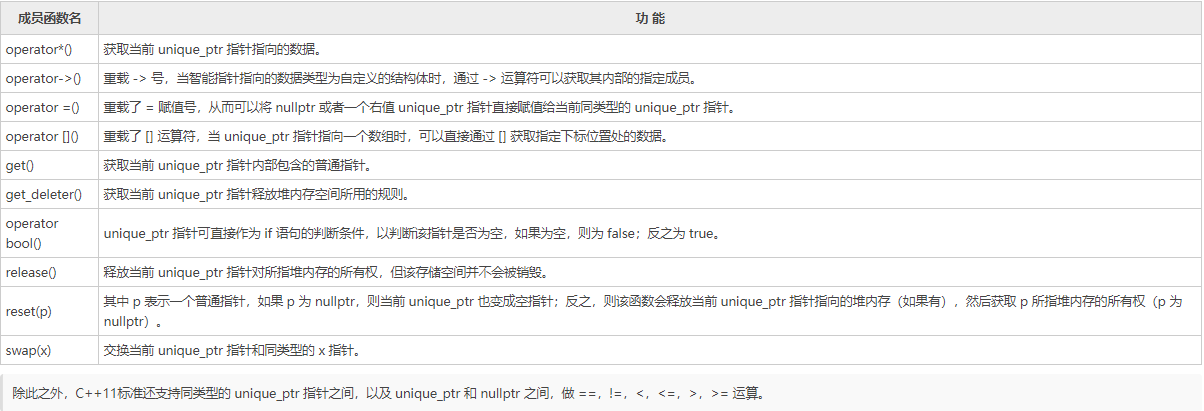 成员函数名 功 能
operator*() 获取当前 unique_ptr 指针指向的数据。
operator->() 重载 -> 号，当智能指针指向的数据类型为自定义的结构体时，通过 -> 运算符可以获取其内部的指定成员。
operator =() 重载了 = 赋值号，从而可以将 nullptr 或者一个右值 unique_ptr 指针直接赋值给当前同类型的 unique_ptr 指针。
operator []() 重载了 [] 运算符，当 unique_ptr 指针指向一个数组时，可以直接通过 [] 获取指定下标位置处的数据。
get() 获取当前 unique_ptr 指针内部包含的普通指针。
get_deleter() 获取当前 unique_ptr 指针释放堆内存空间所用的规则。
operator
bool()
unique_ptr 指针可直接作为 if 语句的判断条件，以判断该指针是否为空，如果为空，则为 false；反之为 true。
release() 释放当前 unique_ptr 指针对所指堆内存的所有权，但该存储空间并不会被销毁。
reset(p)
其中 p 表示一个普通指针，如果 p 为 nullptr，则当前 unique_ptr 也变成空指针；反之，则该函数会释放当前 unique_ptr 指针指向的堆内存（如果有），然后获取 p 所指堆内存的所有权（p 为
nullptr）。
swap(x) 交换当前 unique_ptr 指针和同类型的 x 指针。
除此之外，C++11标准还支持同类型的 unique_ptr 指针之间，以及 unique_ptr 和 nullptr 之间，做 ==，!=，<，<=，>，>= 运算。